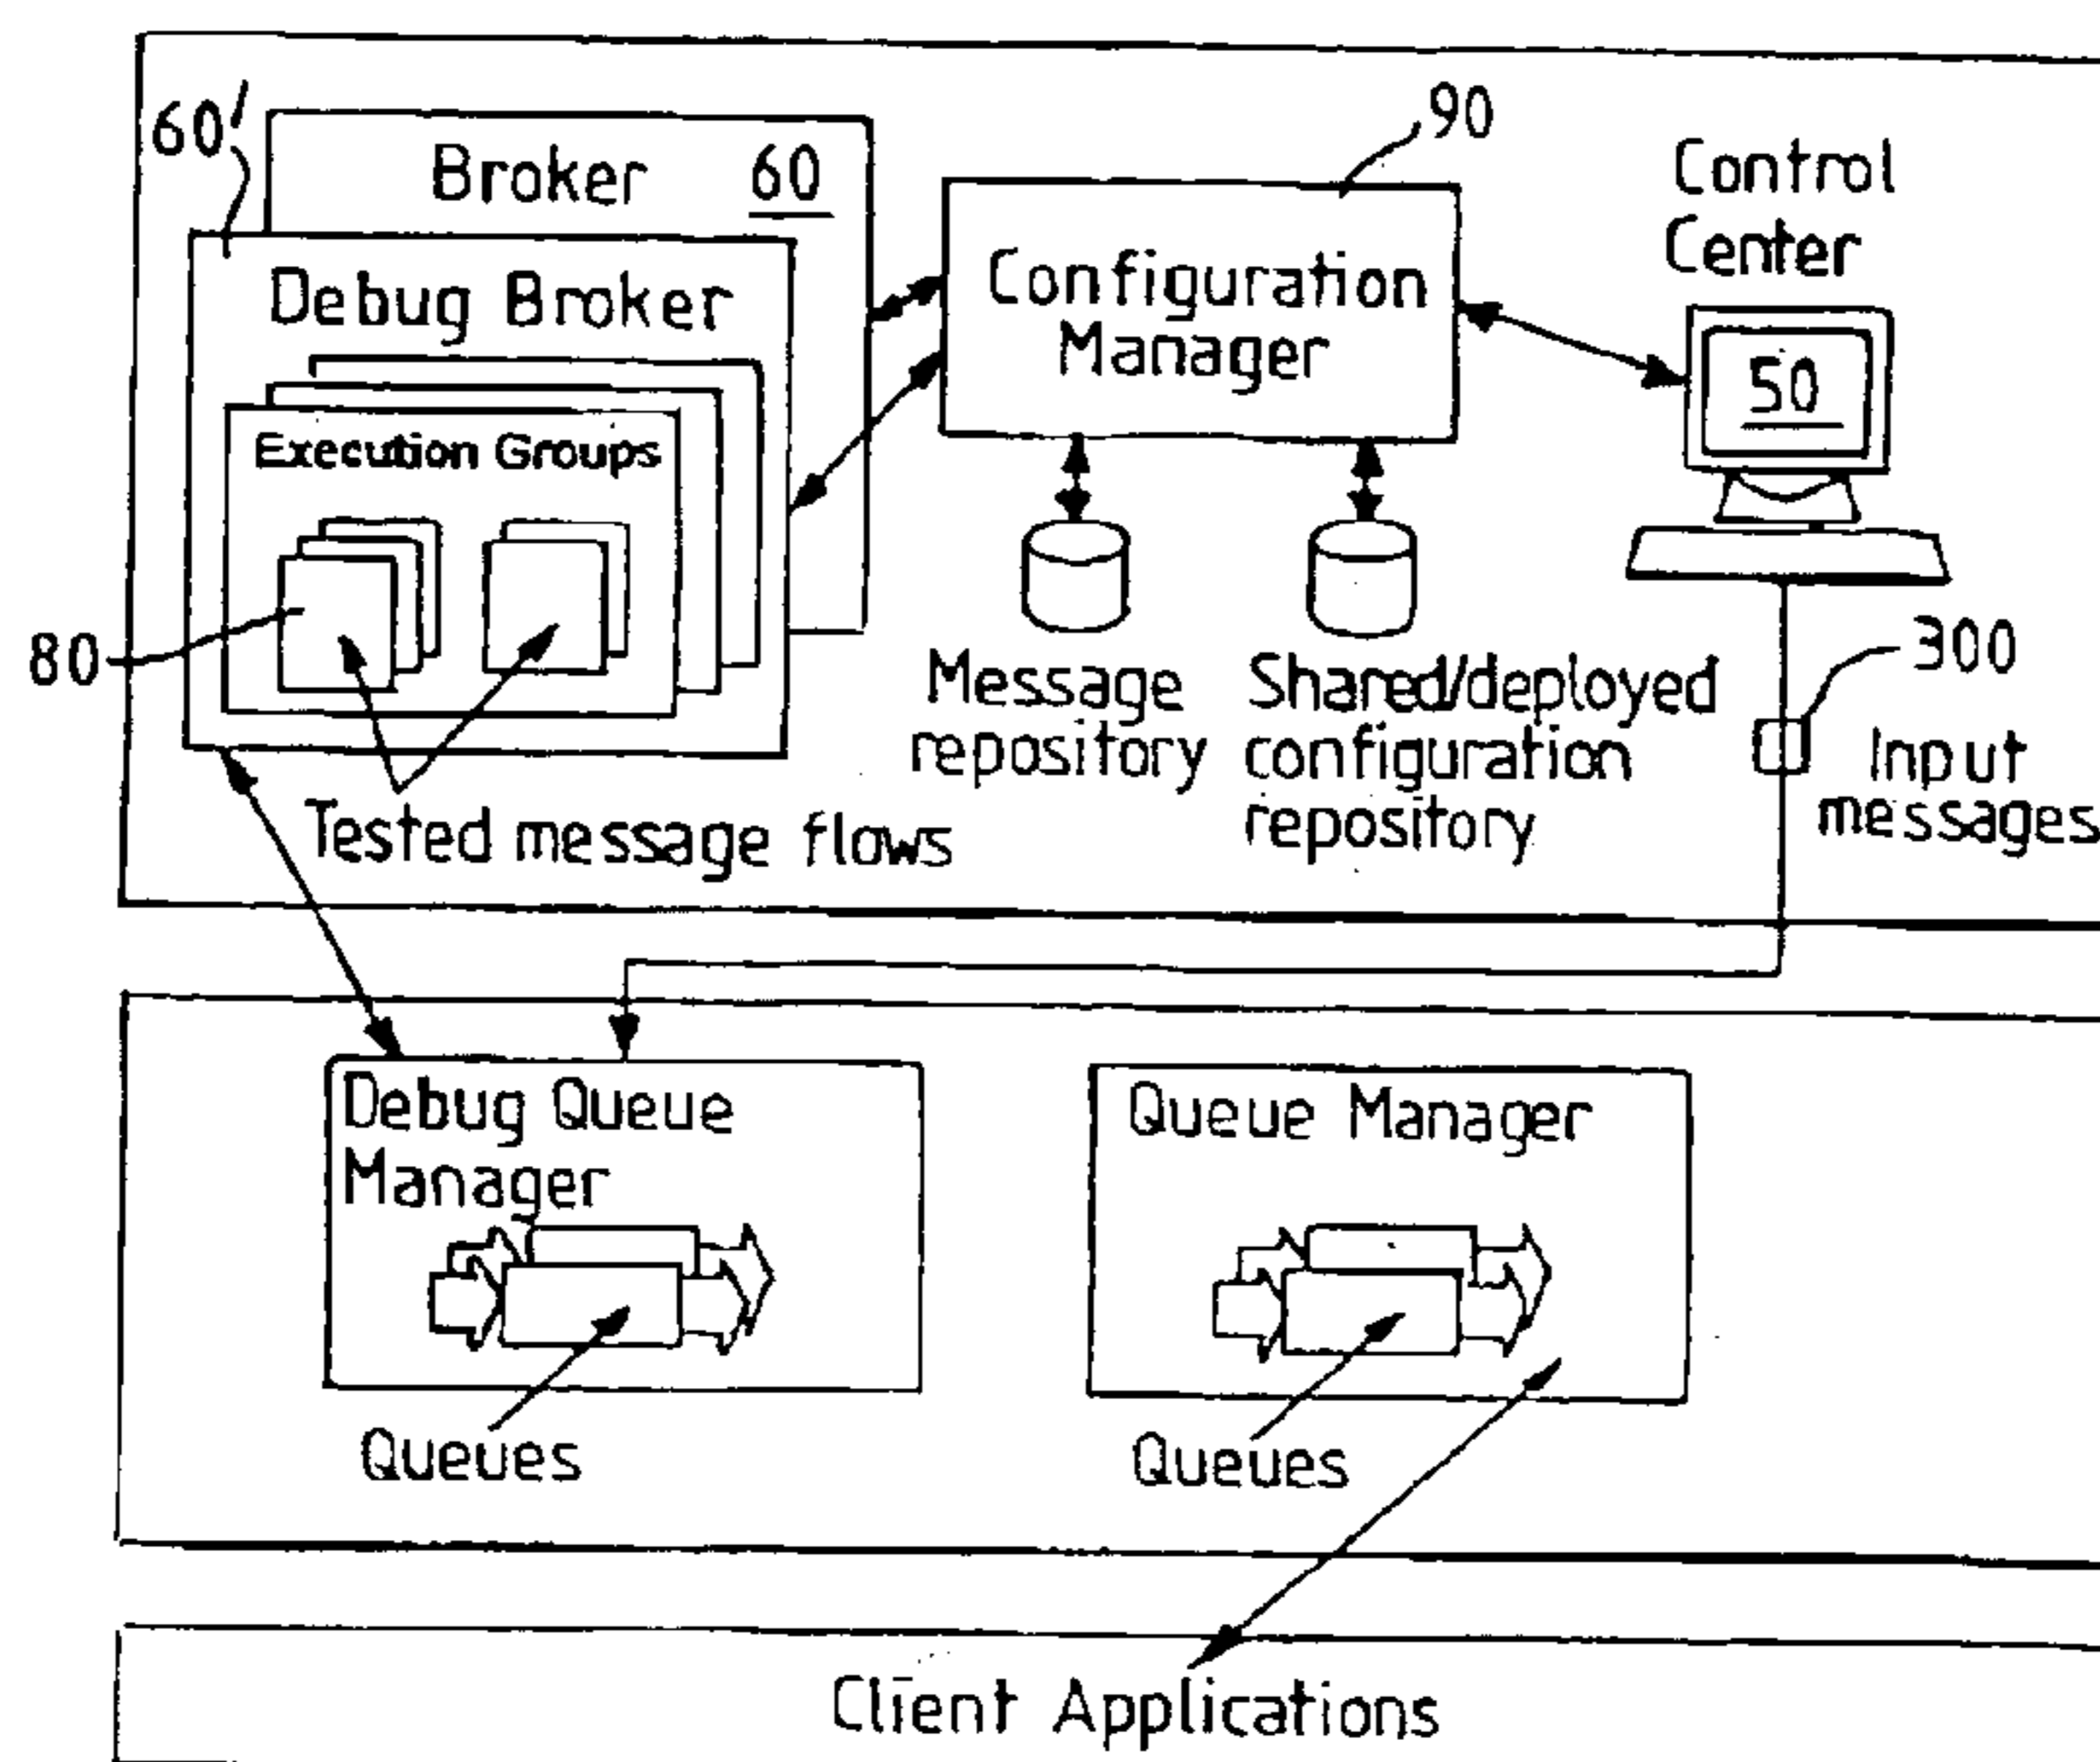 60'
Broker 60
90
Control
Center
Debug Broker
Configuration
Manager
50
Execution Groups
80
300
Message
repository
Shared/deployed
configuration
repository
Input
messages
Tested message flows
Debug Queue
Manager
Queue Manager
Queues
Queues
Client Applications